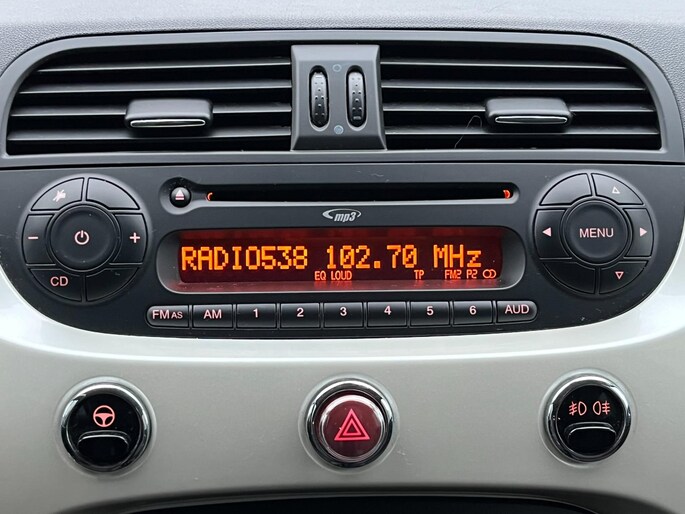 mp3
RADIO538 102.70 MHz
EQ LOUD TP FM2 P2 CD
- + CD
MENU
FM AS AM 1 2 3 4 5 6 AUD